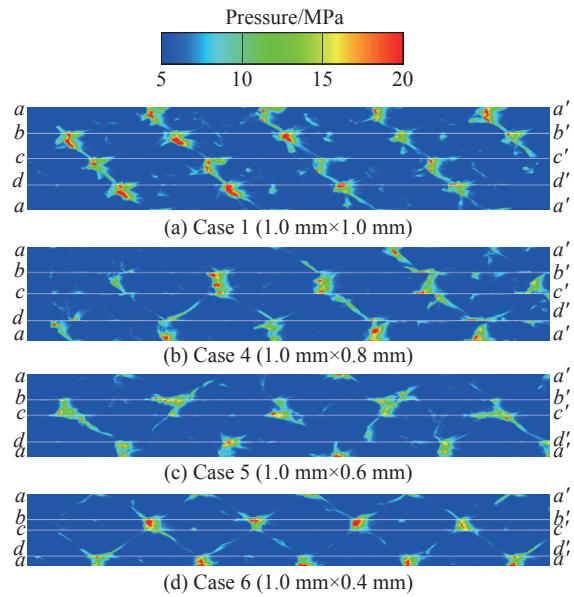 Pressure/MPa
5 10 15 20
a a′
b b′
c c′
d d′
a a′
(a) Case 1 (1.0 mm×1.0 mm)
a a′
b b′
c c′
d d′
a a′
(b) Case 4 (1.0 mm×0.8 mm)
a a′
b b′
c c′
d d′
a a′
(c) Case 5 (1.0 mm×0.6 mm)
a a′
b b′
c c′
d d′
a a′
(d) Case 6 (1.0 mm×0.4 mm)